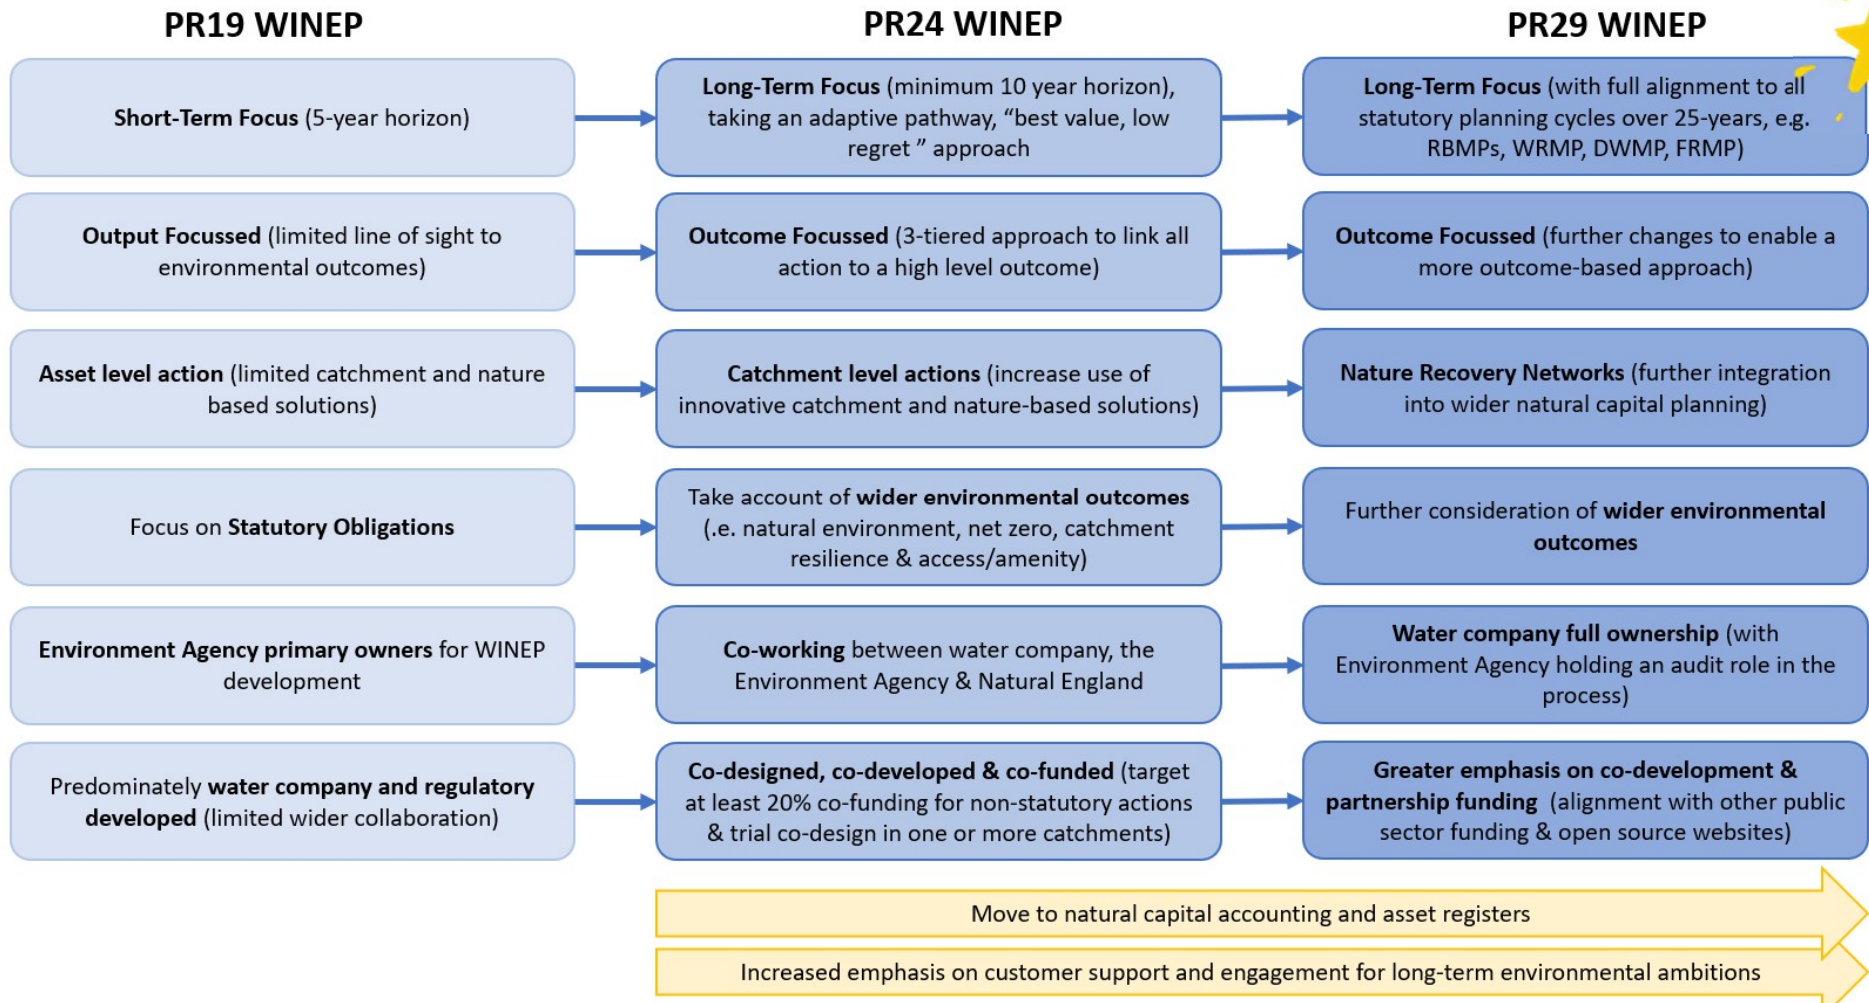 PR19 WINEP
PR24 WINEP
PR29 WINEP
Short-Term Focus (5-year horizon)
Long-Term Focus (minimum 10 year horizon),
taking an adaptive pathway, “best value, low
regret ” approach
Long-Term Focus (with full alignment to all
statutory planning cycles over 25-years, e.g.
RBMPs, WRMP, DWMP, FRMP)
Output Focussed (limited line of sight to
environmental outcomes)
Outcome Focussed (3-tiered approach to link all
action to a high level outcome)
Outcome Focussed (further changes to enable a
more outcome-based approach)
Asset level action (limited catchment and nature
based solutions)
Catchment level actions (increase use of
innovative catchment and nature-based solutions)
Nature Recovery Networks (further integration
into wider natural capital planning)
Focus on Statutory Obligations
Take account of wider environmental outcomes
(.e. natural environment, net zero, catchment
resilience & access/amenity)
Further consideration of wider environmental
outcomes
Environment Agency primary owners for WINEP
development
Co-working between water company, the
Environment Agency & Natural England
Water company full ownership (with
Environment Agency holding an audit role in the
process)
Predominately water company and regulatory
developed (limited wider collaboration)
Co-designed, co-developed & co-funded (target
at least 20% co-funding for non-statutory actions
& trial co-design in one or more catchments)
Greater emphasis on co-development &
partnership funding (alignment with other public
sector funding & open source websites)
Move to natural capital accounting and asset registers
Increased emphasis on customer support and engagement for long-term environmental ambitions